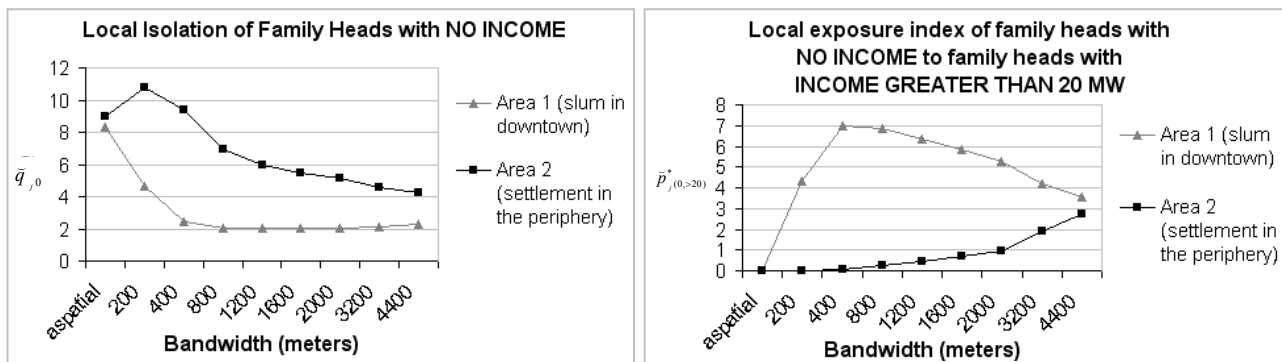 Local Isolation of Family Heads with NO INCOME
12
10
8
6
4
2
0
q̆ j0
aspatial
200
400
800
1200
1600
2000
3200
4400
Bandwidth (meters)
Area 1 (slum in
downtown)
Area 2
(settlement in
the periphery)
Local exposure index of family heads with
NO INCOME to family heads with
INCOME GREATER THAN 20 MW
8
7
6
5
4
3
2
1
0
p̆*j(0,>20)
aspatial
200
400
800
1200
1600
2000
3200
4400
Bandwidth (meters)
Area 1 (slum
in downtown)
Area 2
(settlement in
the periphery)